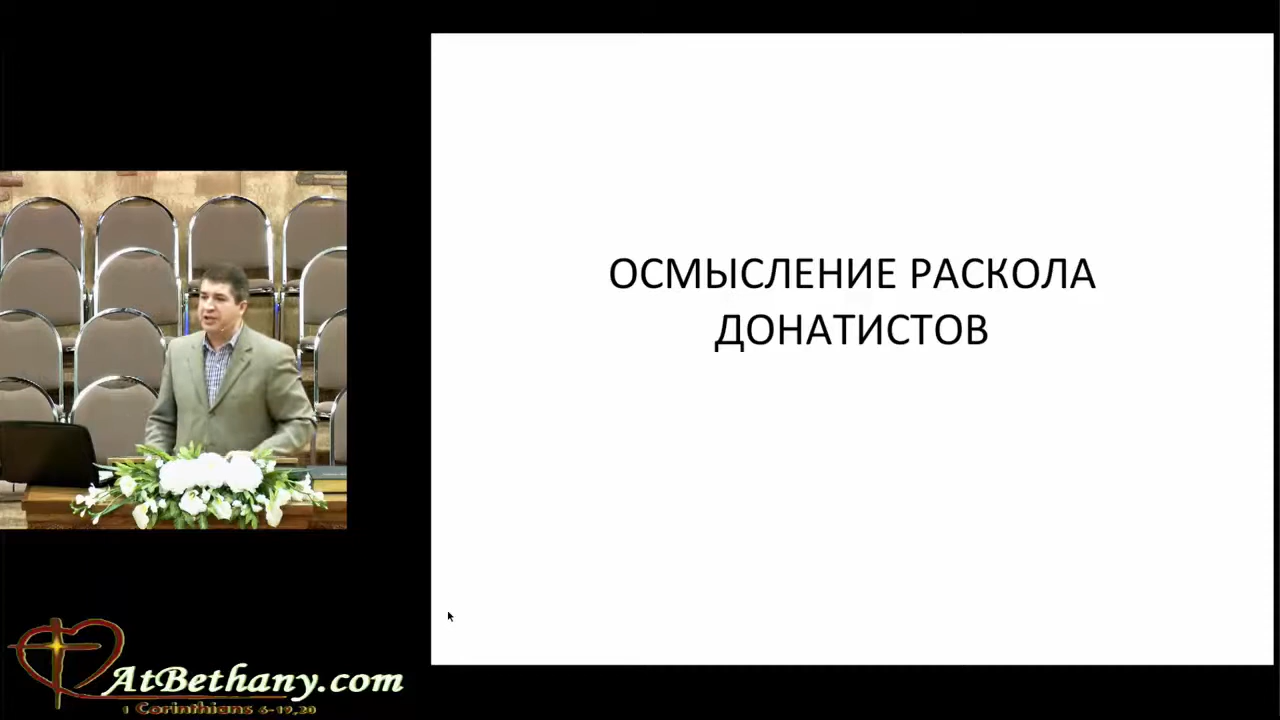 ОСМЫСЛЕНИЕ РАСКОЛА
ДОНАТИСТОВ
AtBethany.com
1 Corinthians 6-19,20